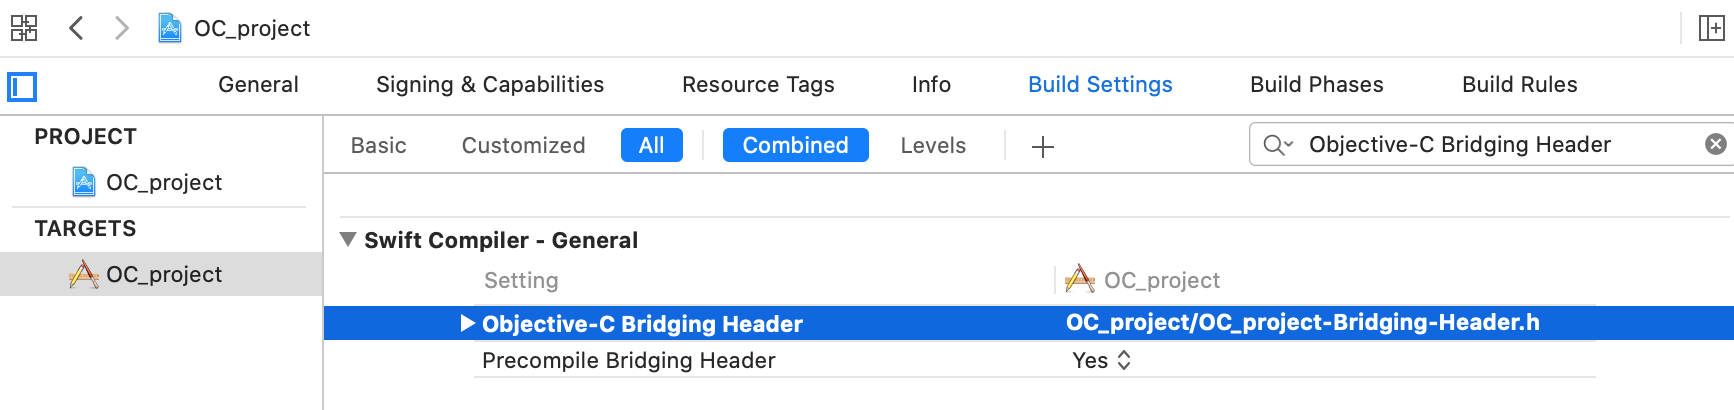 OC_project
General Signing & Capabilities Resource Tags Info Build Settings Build Phases Build Rules
PROJECT
OC_project
TARGETS
OC_project
Basic Customized All Combined Levels + Objective-C Bridging Header
Swift Compiler - General
Setting OC_project
Objective-C Bridging Header OC_project/OC_project-Bridging-Header.h
Precompile Bridging Header Yes